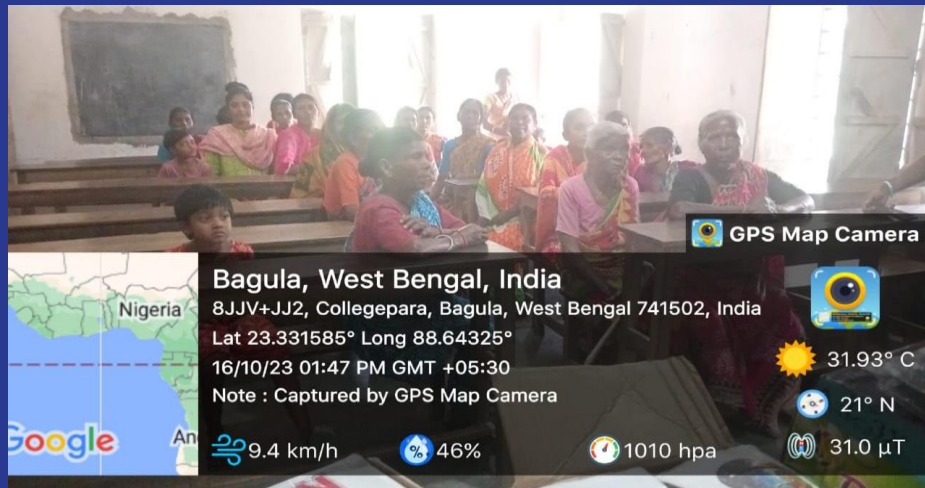 GPS Map Camera
Nigeria
Google
An
Bagula, West Bengal, India
8JJV+JJ2, Collegepara, Bagula, West Bengal 741502, India
Lat 23.331585° Long 88.64325°
16/10/23 01:47 PM GMT +05:30
Note : Captured by GPS Map Camera
31.93° C
21° N
9.4 km/h
46%
1010 hpa
31.0 µT